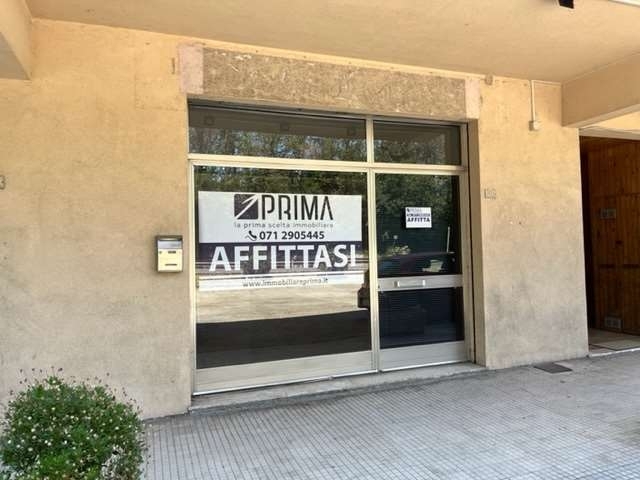 PRIMA
la prima scelta immobiliare
071 2905445
AFFITTASI
www.immobiliareprima.it
AFFITTA